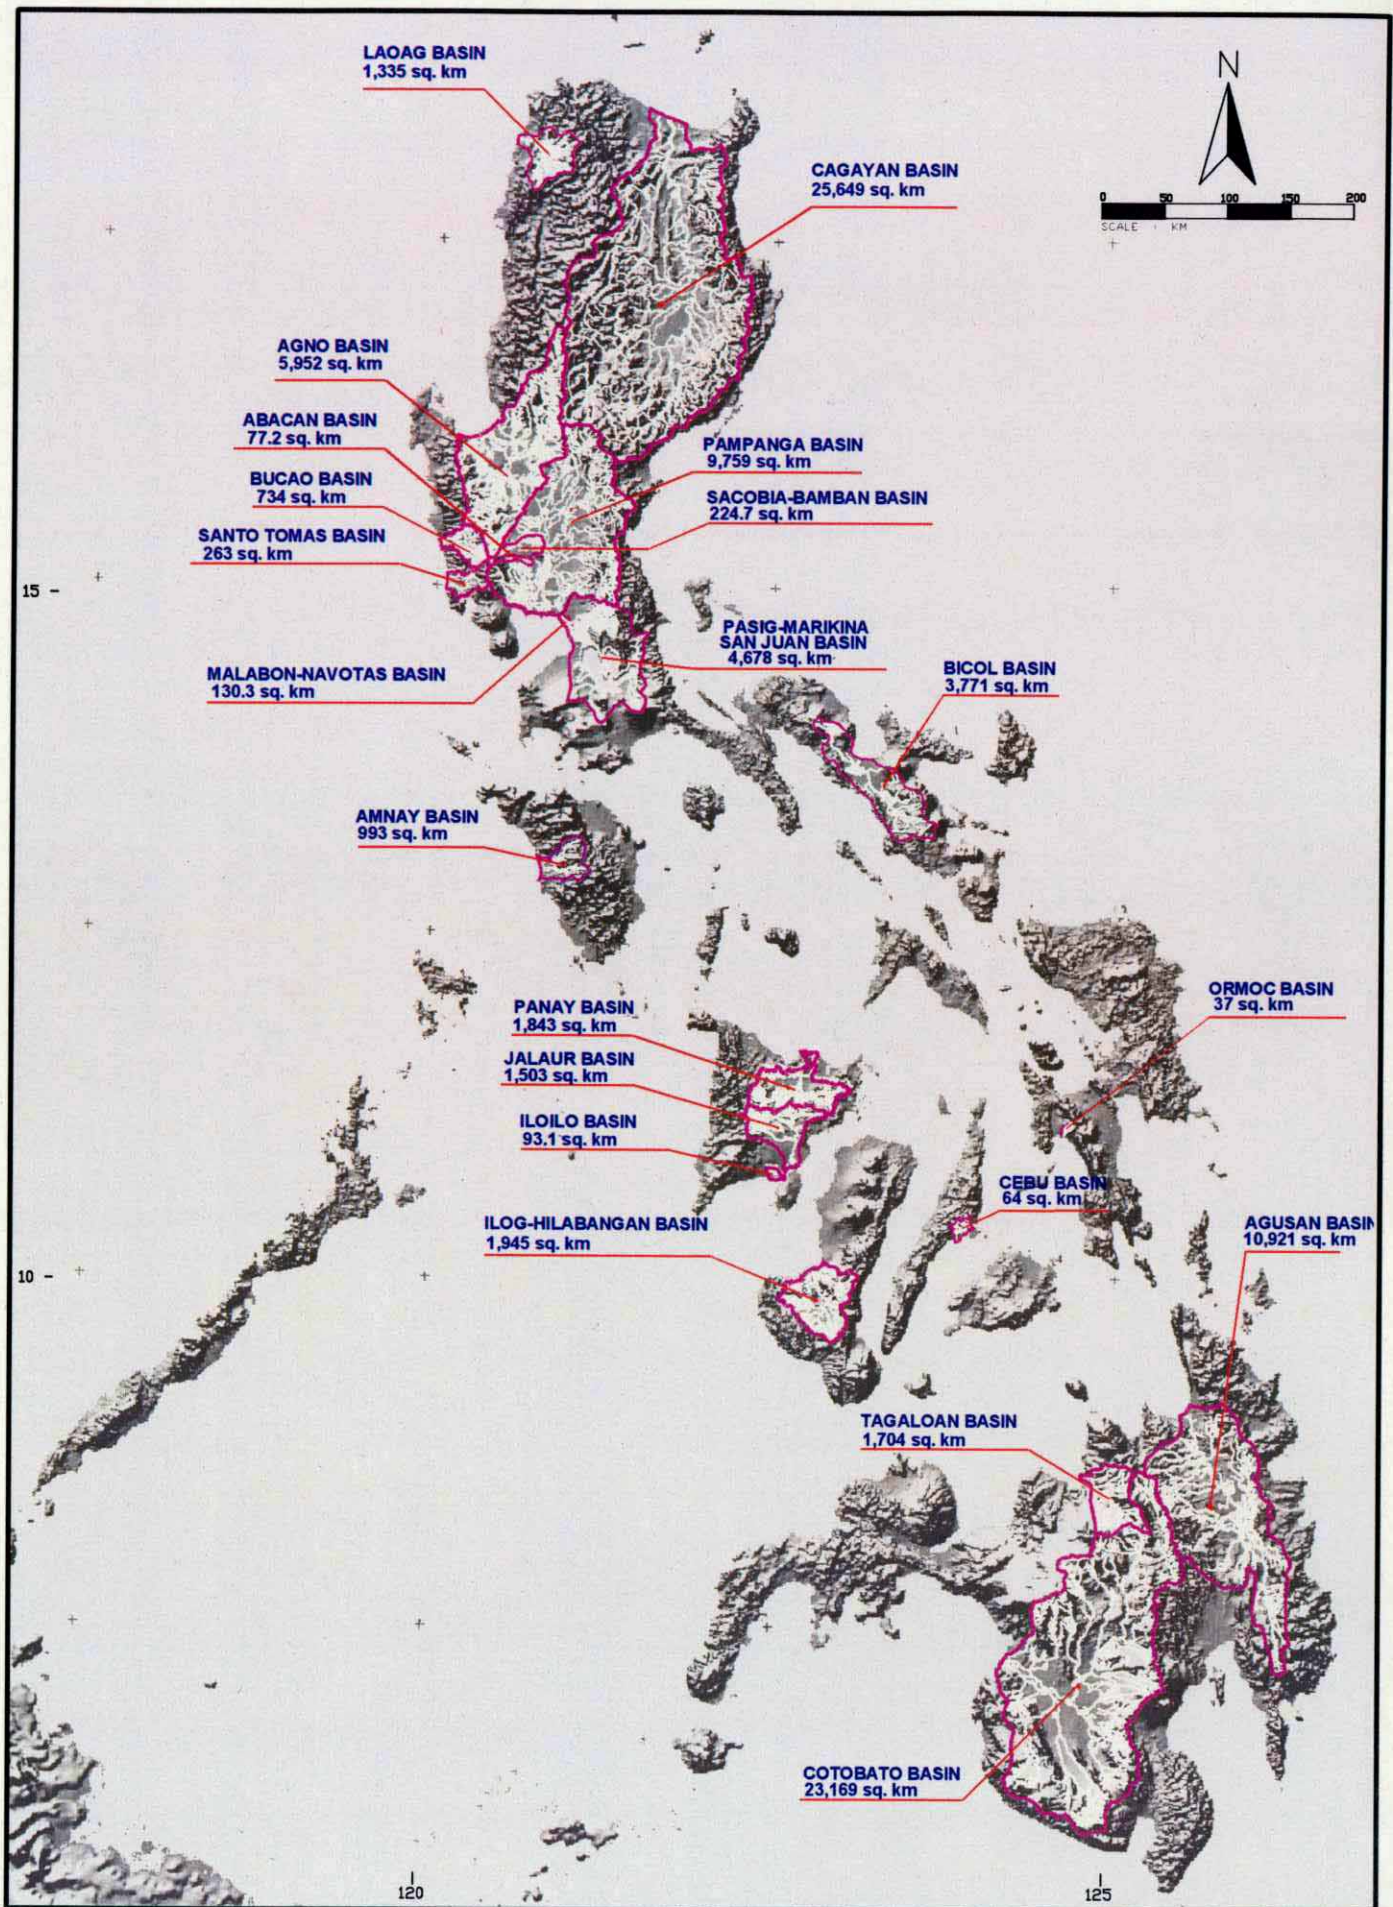 LAOAG BASIN
1,335 sq. km
N
CAGAYAN BASIN
25,649 sq. km
0 50 100 150 200
SCALE : KM
AGNO BASIN
5,952 sq. km
ABACAN BASIN
77.2 sq. km
PAMPANGA BASIN
9,759 sq. km
BUCAO BASIN
734 sq. km
SACOBIA-BAMBAN BASIN
224.7 sq. km
SANTO TOMAS BASIN
263 sq. km
15
PASIG-MARIKINA
SAN JUAN BASIN
4,678 sq. km
MALABON-NAVOTAS BASIN
130.3 sq. km
BICOL BASIN
3,771 sq. km
AMNAY BASIN
993 sq. km
ORMOC BASIN
37 sq. km
PANAY BASIN
1,843 sq. km
JALAUR BASIN
1,503 sq. km
ILOILO BASIN
93.1 sq. km
CEBU BASIN
64 sq. km
ILOG-HILABANGAN BASIN
1,945 sq. km
AGUSAN BASIN
10,921 sq. km
10
TAGALOAN BASIN
1,704 sq. km
COTOBATO BASIN
23,169 sq. km
120
125